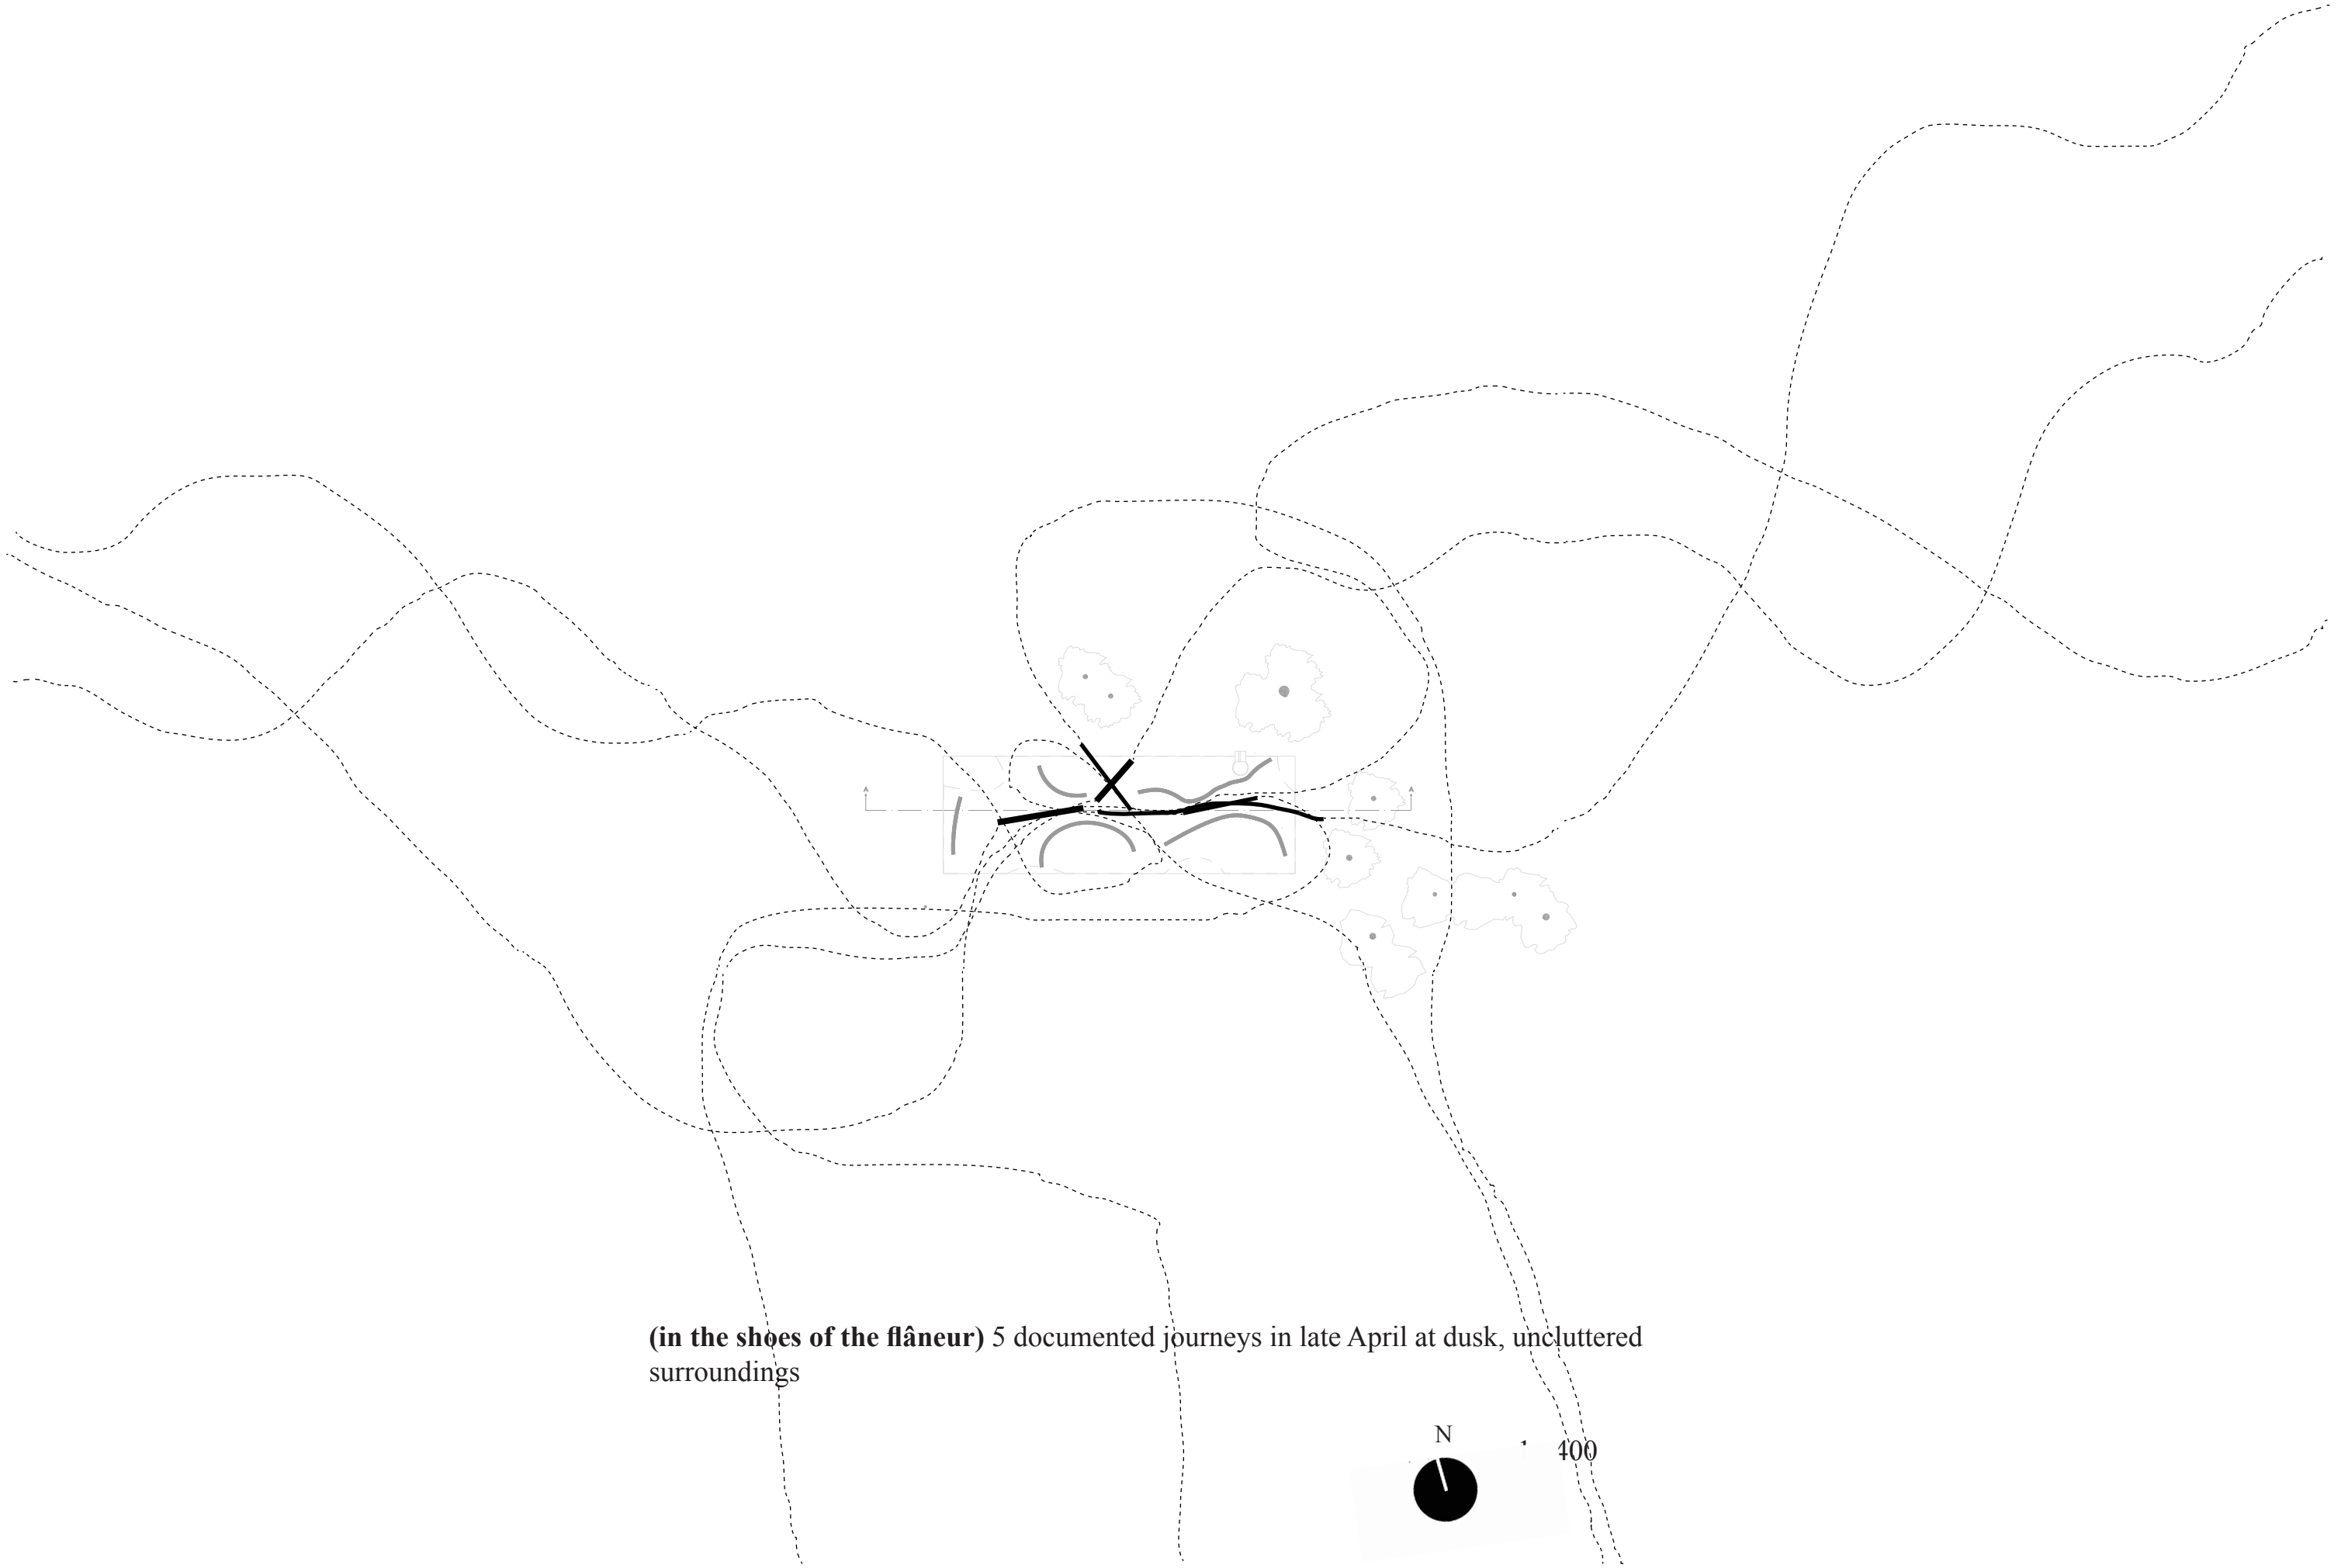 A A
(in the shoes of the flâneur) 5 documented journeys in late April at dusk, uncluttered
surroundings
N
400